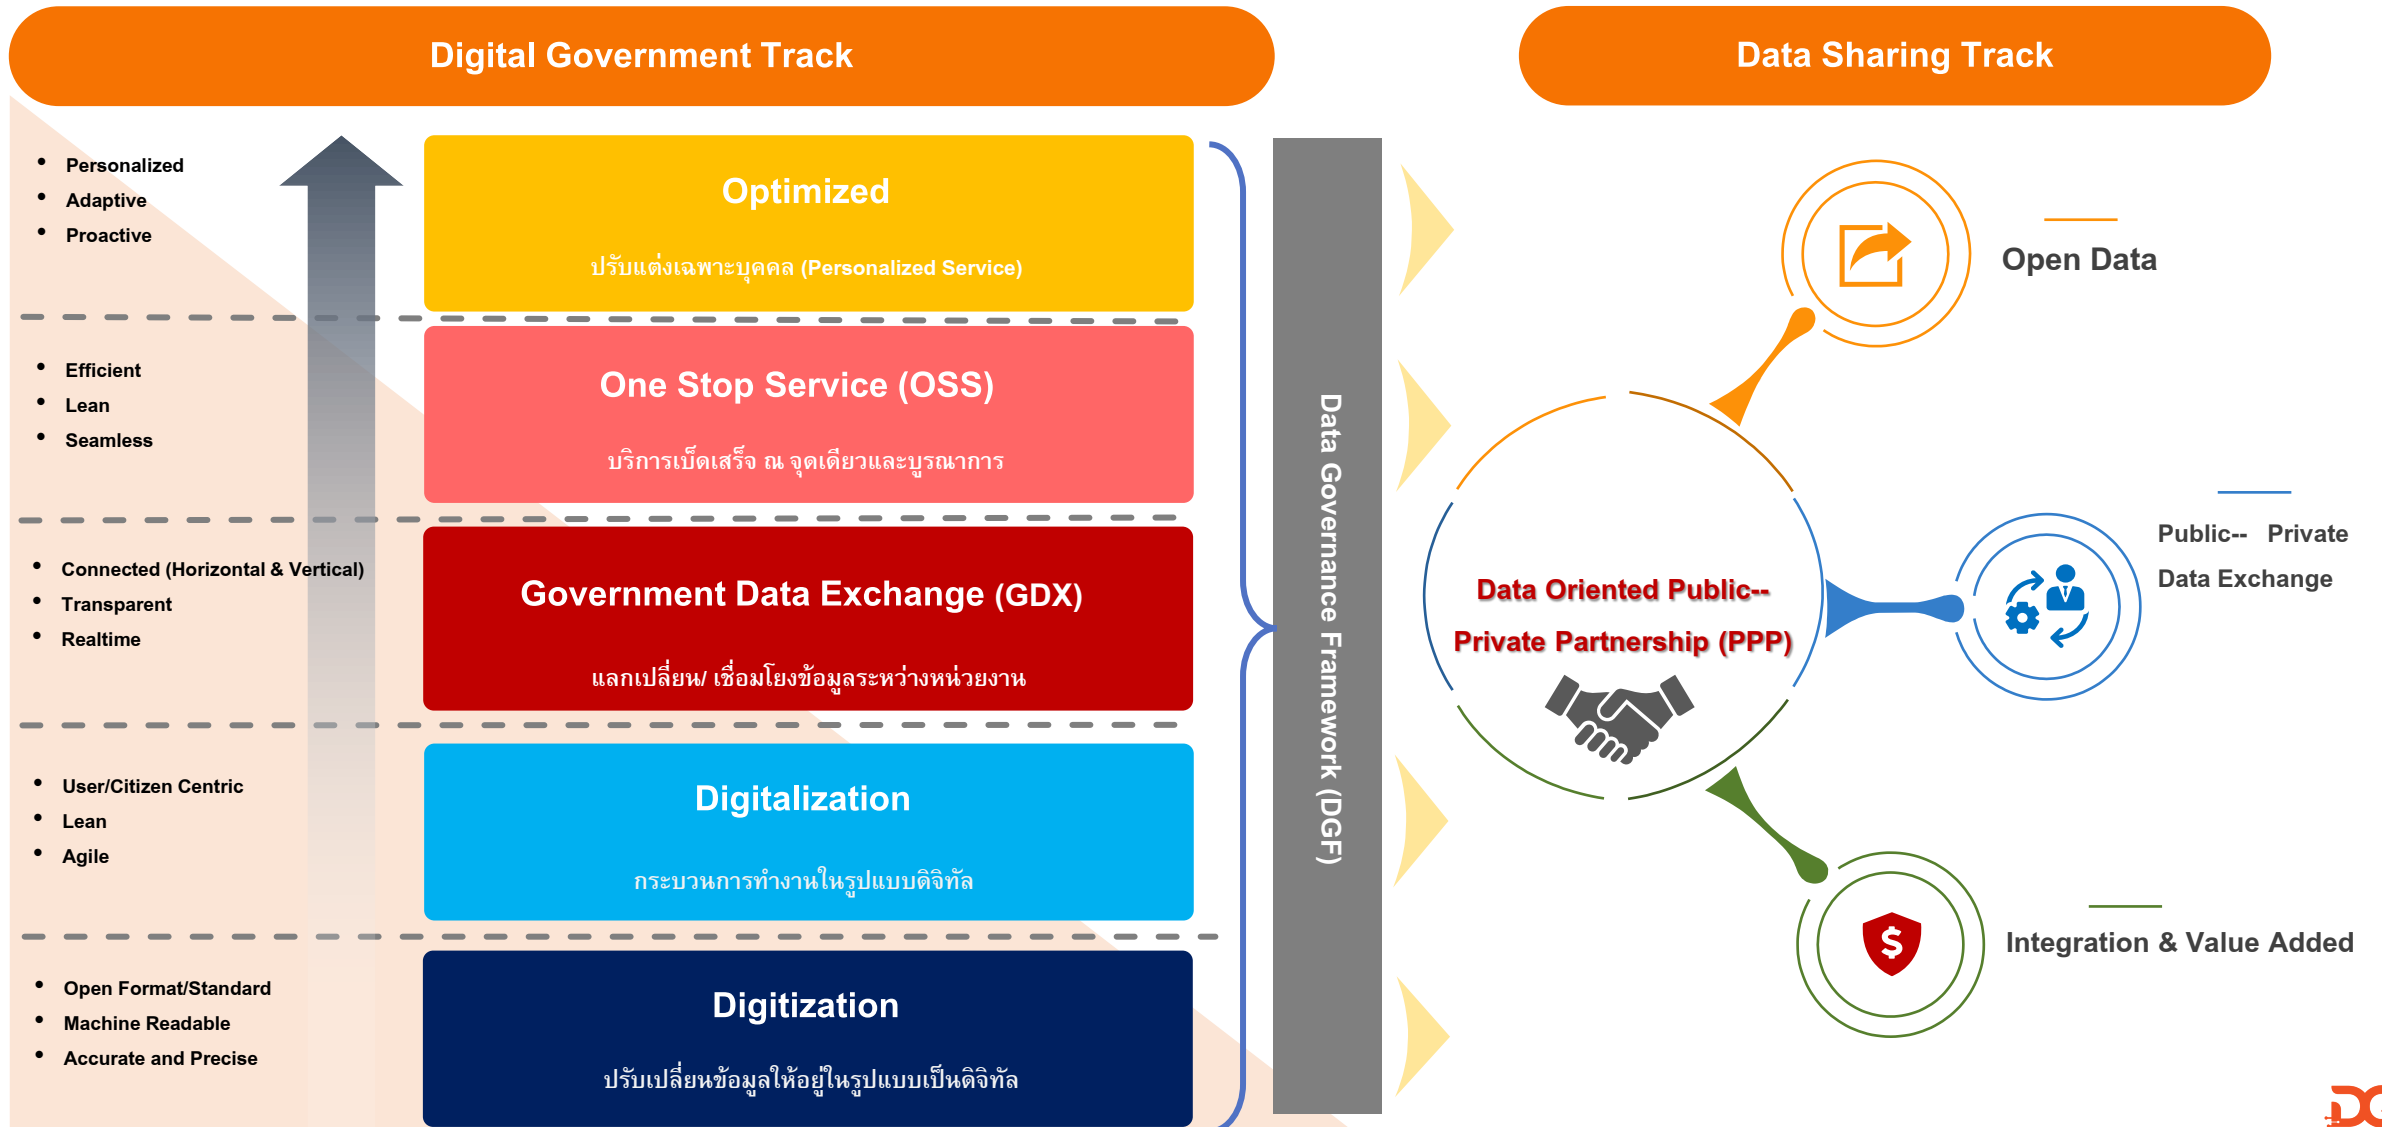 Digital Government Track
Data Sharing Track
• Personalized
• Adaptive
• Proactive
Optimized
ปรับแต่งเฉพาะบุคคล (Personalized Service)
• Efficient
• Lean
• Seamless
One Stop Service (OSS)
บริการเบ็ดเสร็จ ณ จุดเดียวและบูรณาการ
• Connected (Horizontal & Vertical)
• Transparent
• Realtime
Government Data Exchange (GDX)
แลกเปลี่ยน/ เชื่อมโยงข้อมูลระหว่างหน่วยงาน
• User/Citizen Centric
• Lean
• Agile
Digitalization
กระบวนการทำงานในรูปแบบดิจิทัล
• Open Format/Standard
• Machine Readable
• Accurate and Precise
Digitization
ปรับเปลี่ยนข้อมูลให้อยู่ในรูปแบบเป็นดิจิทัล
Data Governance Framework (DGF)
Data Oriented Public--
Private Partnership (PPP)
Open Data
Public-- Private
Data Exchange
$
Integration & Value Added